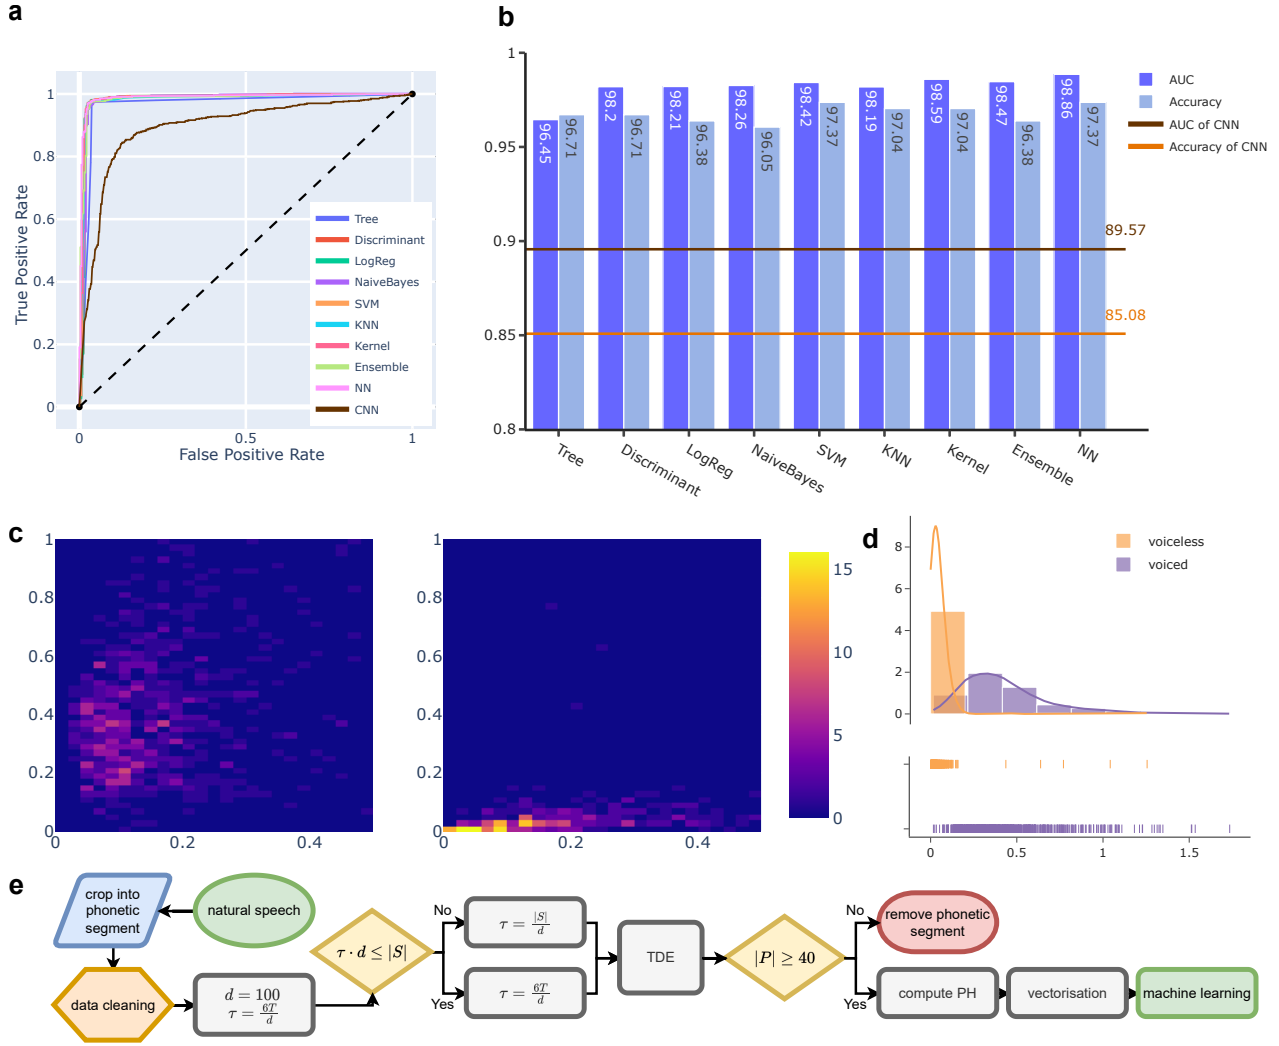 a
1
0.8
0.6
0.4
0.2
0
True Positive Rate
0
0.5
1
False Positive Rate
Tree
Discriminant
LogReg
NaiveBayes
SVM
KNN
Kernel
Ensemble
NN
CNN
b
1
0.95
0.9
0.85
0.8
96.45
96.71
98.2
96.71
98.21
96.38
98.26
96.05
98.42
97.37
98.19
97.04
98.59
97.04
98.47
96.38
98.86
97.37
89.57
85.08
Tree
Discriminant
LogReg
NaiveBayes
SVM
KNN
Kernel
Ensemble
NN
AUC
Accuracy
AUC of CNN
Accuracy of CNN
c
1
0.8
0.6
0.4
0.2
0
0.2
0.4
1
0.8
0.6
0.4
0.2
0
0
0.2
0.4
15
10
5
0
d
8
6
4
2
0
voiceless
voiced
0
0.5
1
1.5
e
crop into
phonetic
segment
natural speech
data cleaning
d = 100
τ = 6T/d
τ · d ≤ |S|
No
Yes
τ = |S|/d
τ = 6T/d
TDE
|P| ≥ 40
No
Yes
remove phonetic
segment
compute PH
vectorisation
machine learning